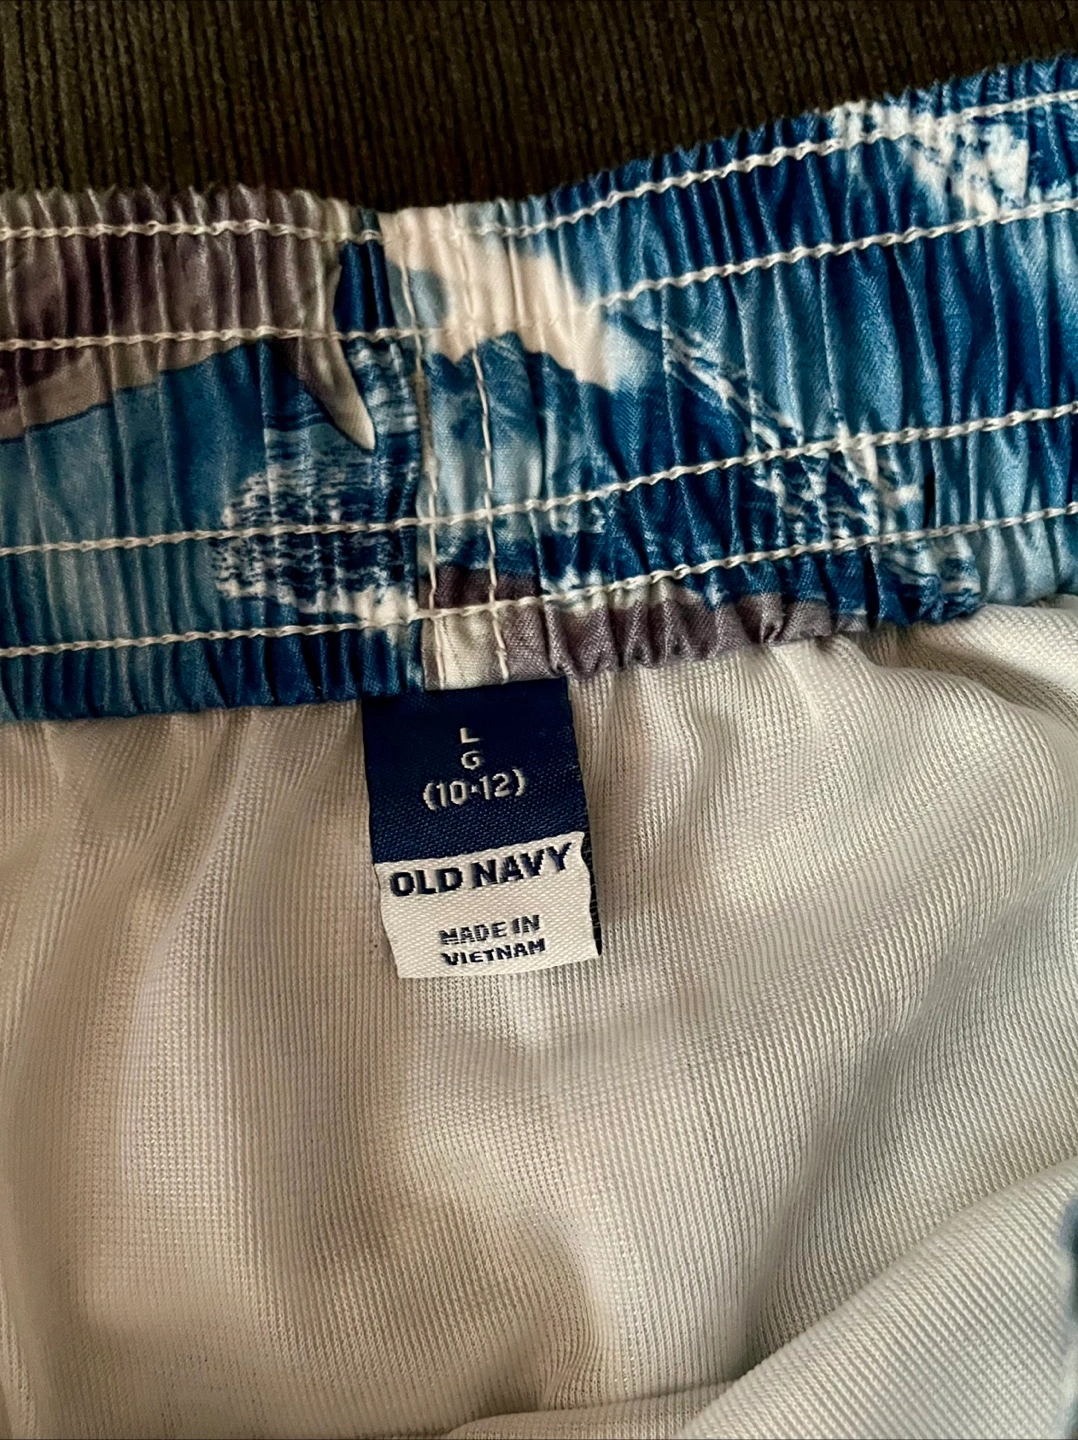 L
G
(10•12)
OLD NAVY
MADE IN
VIETNAM